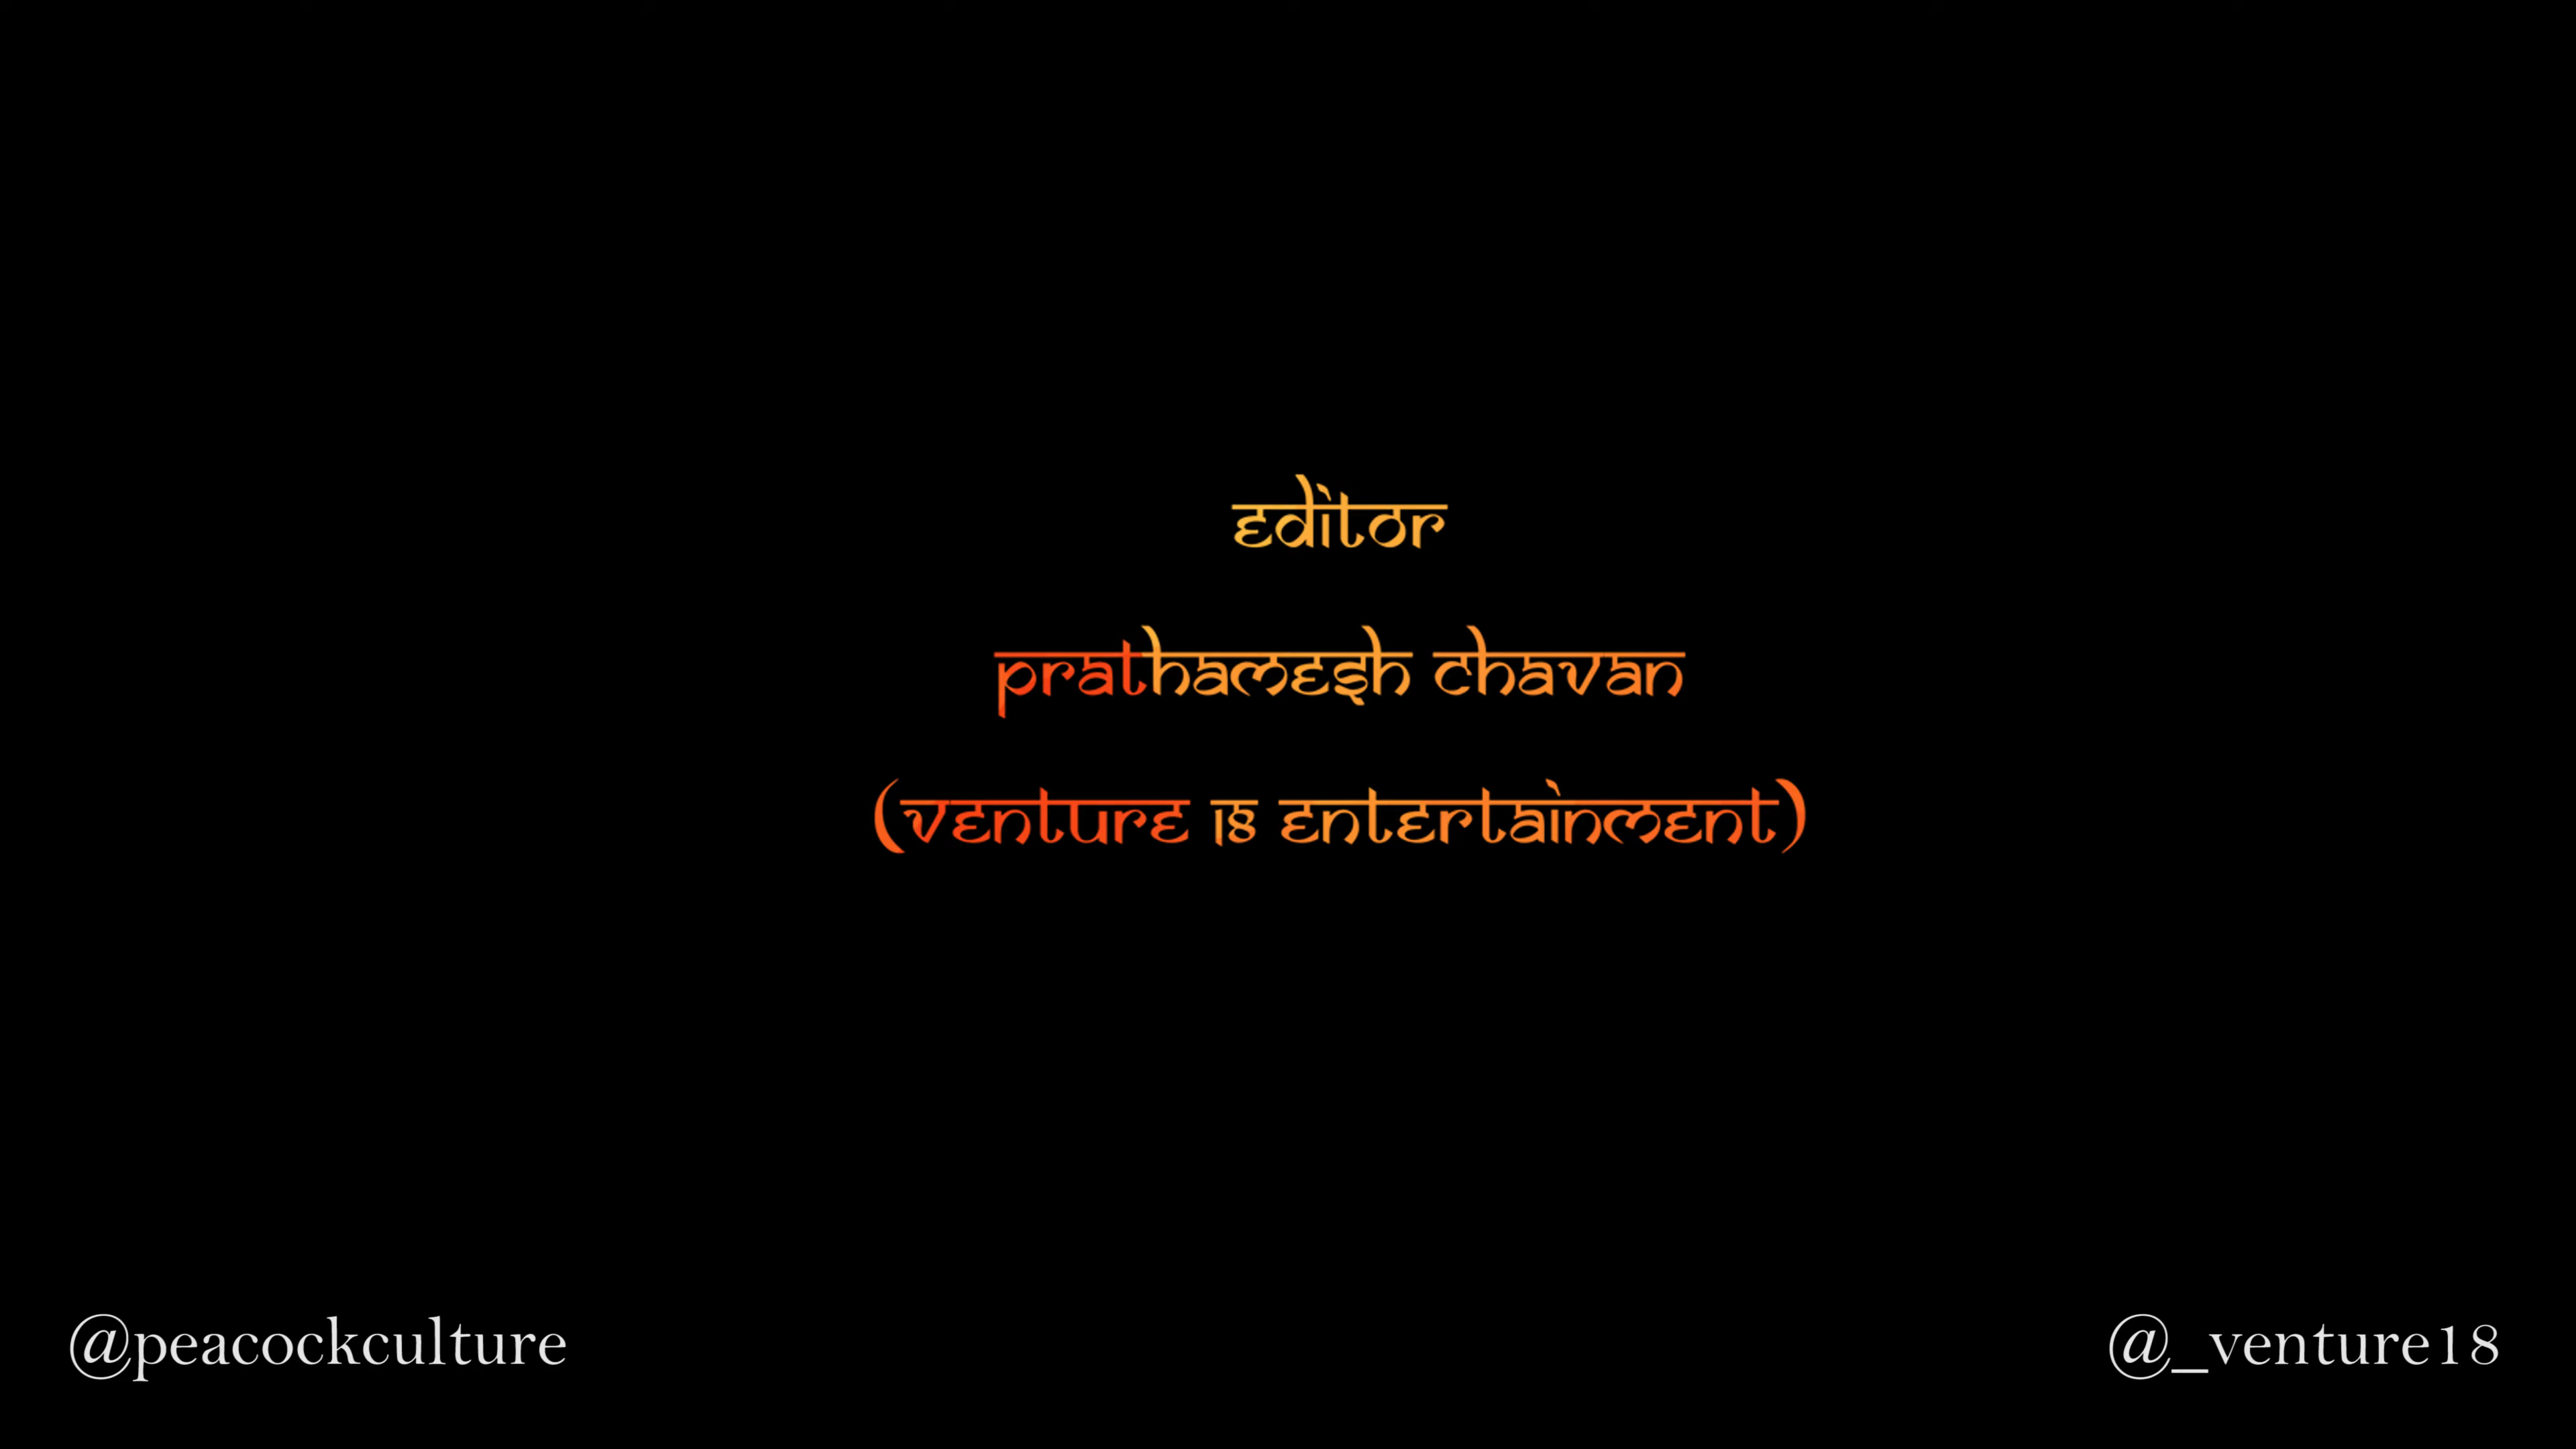 editor
prathamesh chavan
(venture 18 entertainment)
@peacockculture
@_venture18